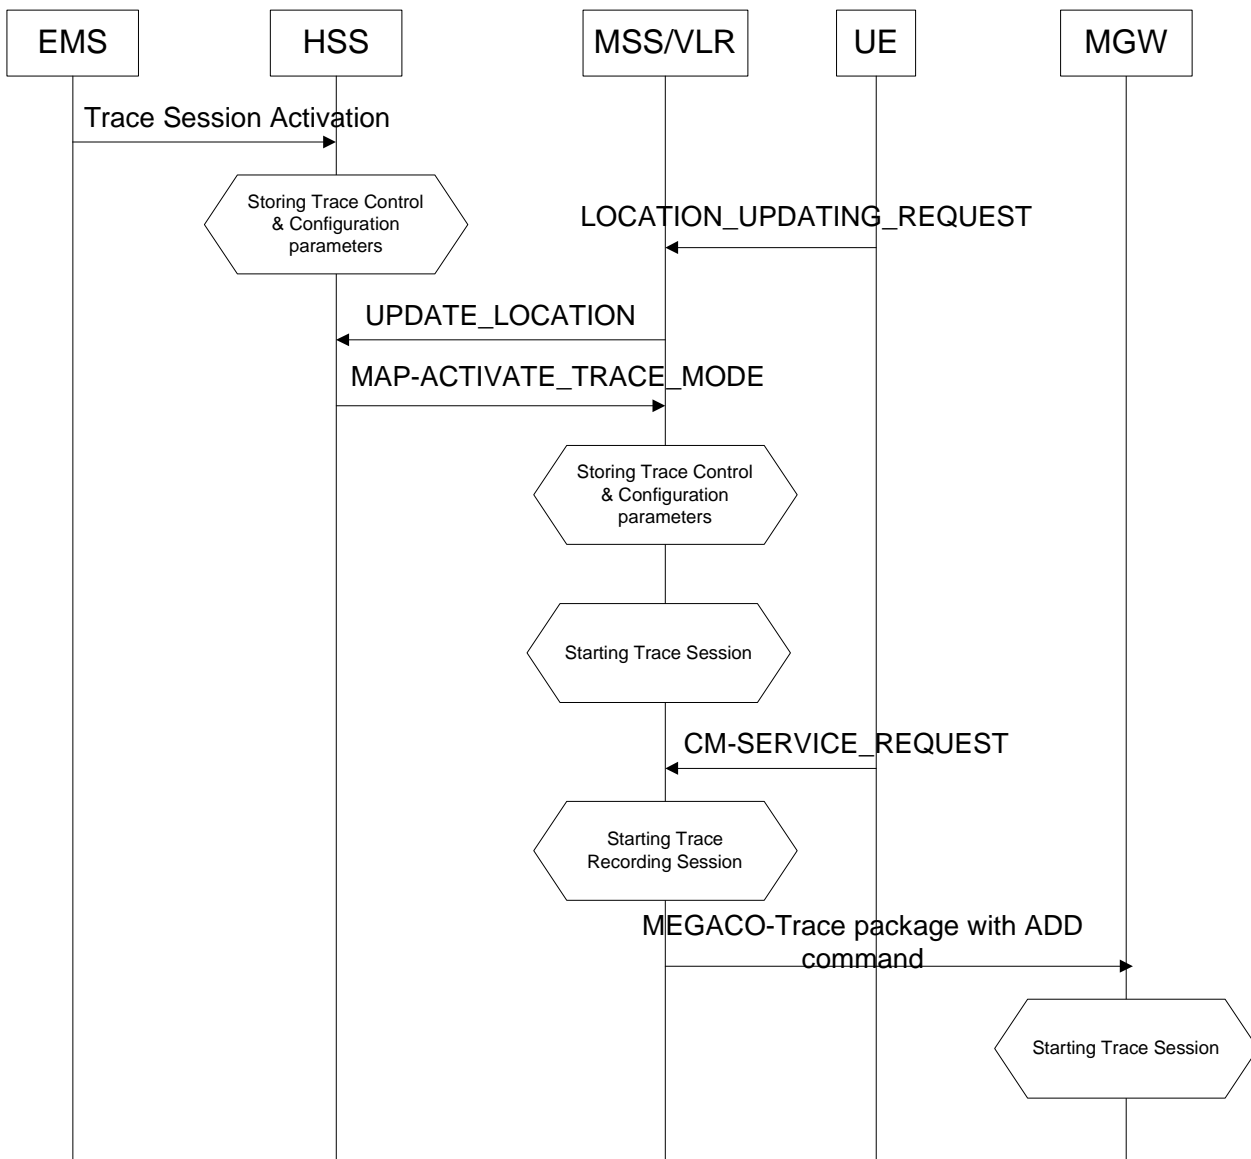 EMS
HSS
MSS/VLR
UE
MGW
Trace Session Activation
Storing Trace Control
& Configuration
parameters
LOCATION_UPDATING_REQUEST
UPDATE_LOCATION
MAP-ACTIVATE_TRACE_MODE
Storing Trace Control
& Configuration
parameters
Starting Trace Session
CM-SERVICE_REQUEST
Starting Trace
Recording Session
MEGACO-Trace package with ADD
command
Starting Trace Session